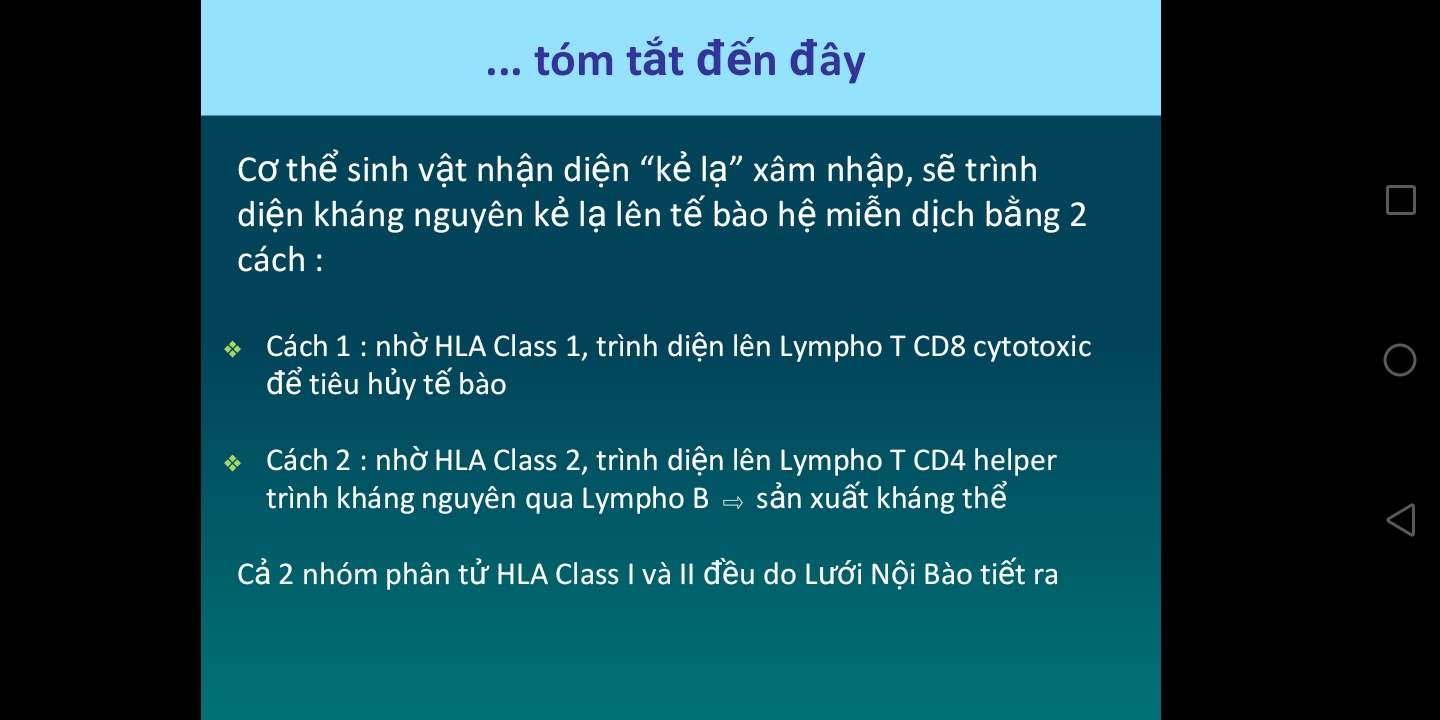 ... tóm tắt đến đây
Cơ thể sinh vật nhận diện “kẻ lạ” xâm nhập, sẽ trình
diện kháng nguyên kẻ lạ lên tế bào hệ miễn dịch bằng 2
cách :
❖ Cách 1 : nhờ HLA Class 1, trình diện lên Lympho T CD8 cytotoxic
để tiêu hủy tế bào
❖ Cách 2 : nhờ HLA Class 2, trình diện lên Lympho T CD4 helper
trình kháng nguyên qua Lympho B ⇨ sản xuất kháng thể
Cả 2 nhóm phân tử HLA Class I và II đều do Lưới Nội Bào tiết ra